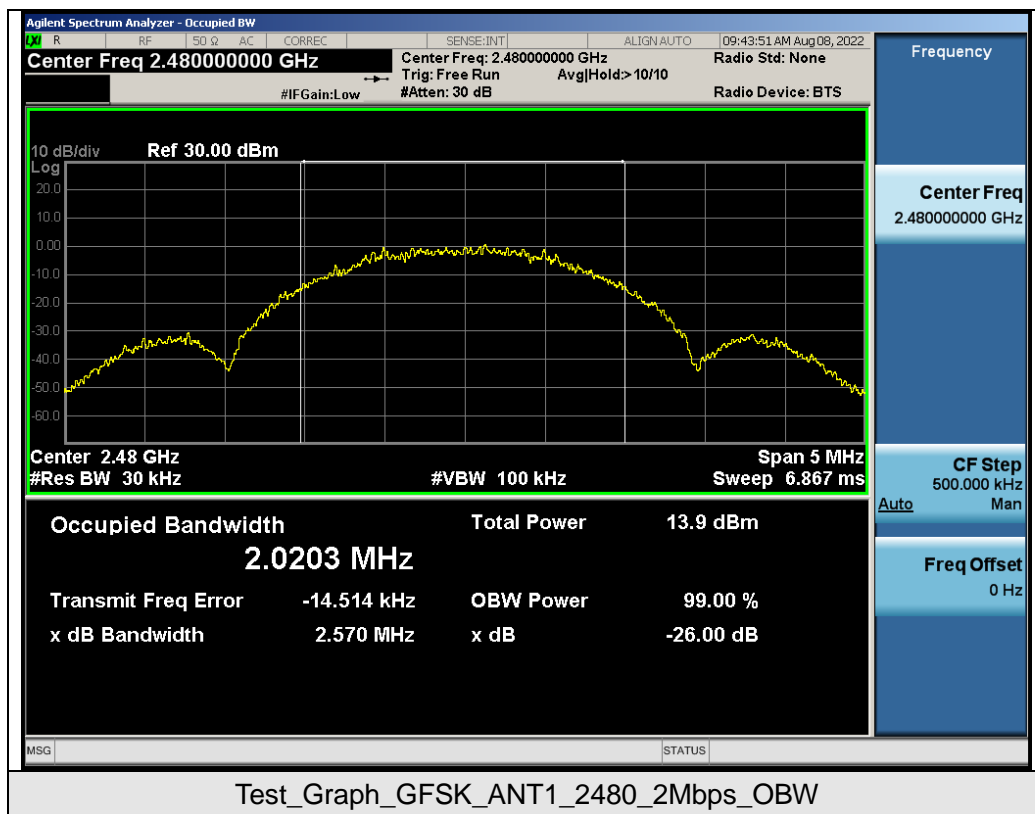 Agilent Spectrum Analyzer - Occupied BW
LXI R RF 50 Ω AC CORREC SENSE:INT ALIGN AUTO 09:43:51 AM Aug 08, 2022
Center Freq 2.480000000 GHz
Center Freq: 2.480000000 GHz
Radio Std: None
Trig: Free Run Avg|Hold:> 10/10
#IFGain:Low
#Atten: 30 dB
Radio Device: BTS
Frequency
10 dB/div Ref 30.00 dBm
Log
20.0
10.0
0.00
-10.0
-20.0
-30.0
-40.0
-50.0
-60.0
Center 2.48 GHz Span 5 MHz
#Res BW 30 kHz #VBW 100 kHz Sweep 6.867 ms
Center Freq
2.480000000 GHz
CF Step
500.000 kHz
Auto Man
Freq Offset
0 Hz
Occupied Bandwidth Total Power 13.9 dBm
2.0203 MHz
Transmit Freq Error -14.514 kHz OBW Power 99.00 %
x dB Bandwidth 2.570 MHz x dB -26.00 dB
MSG STATUS
Test_Graph_GFSK_ANT1_2480_2Mbps_OBW